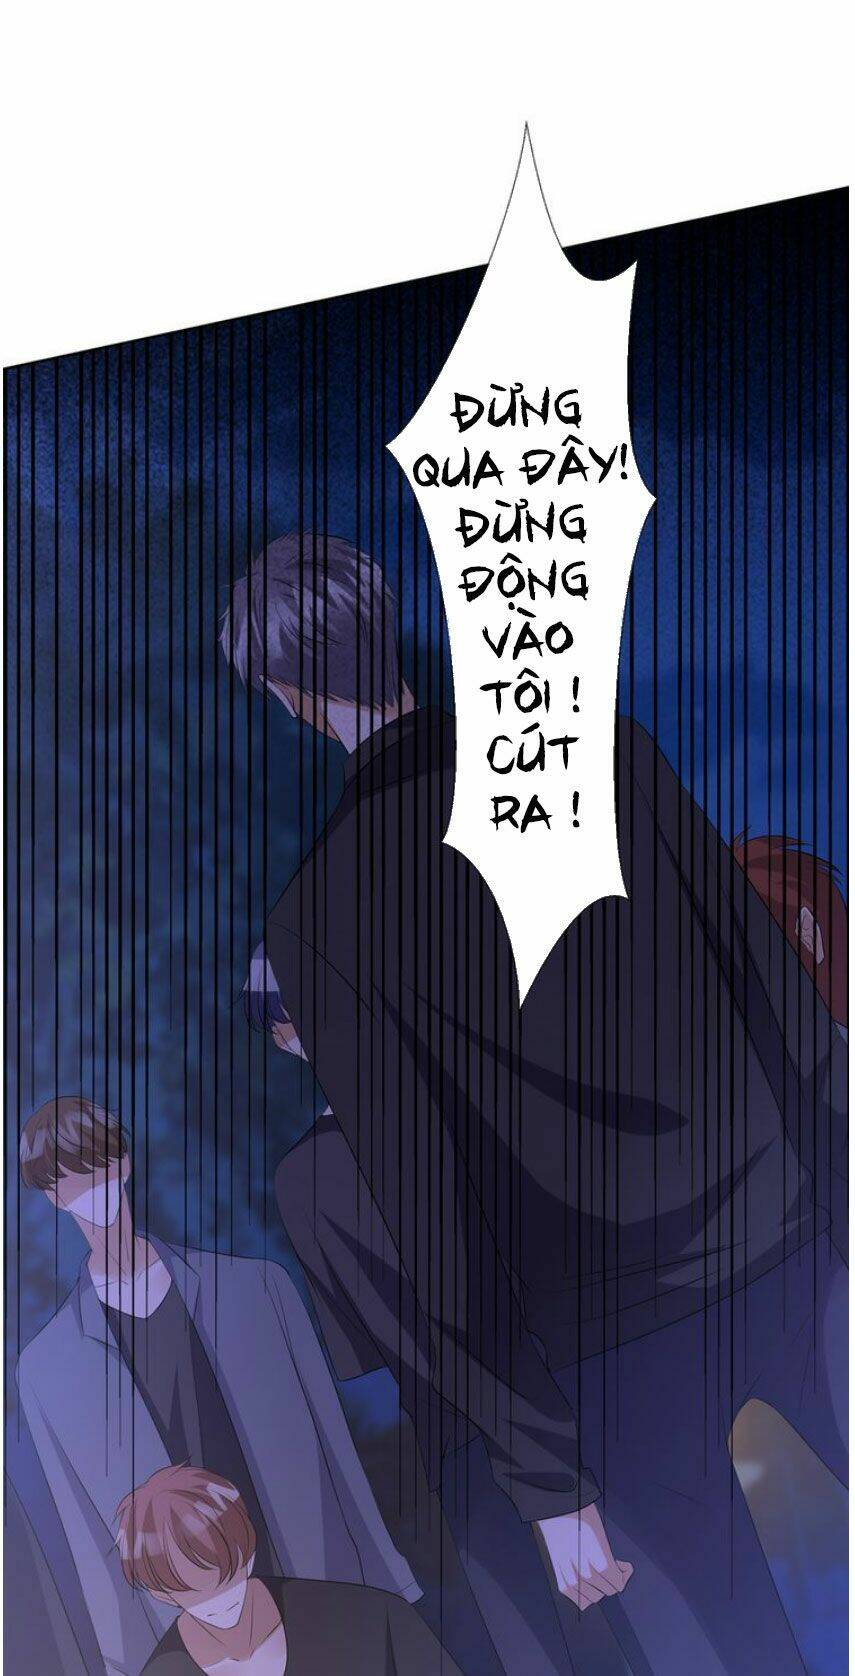 ĐỪNG
QUA ĐÂY!
ĐỪNG
ĐỘNG
VÀO
TÔI !
CÚT
RA !